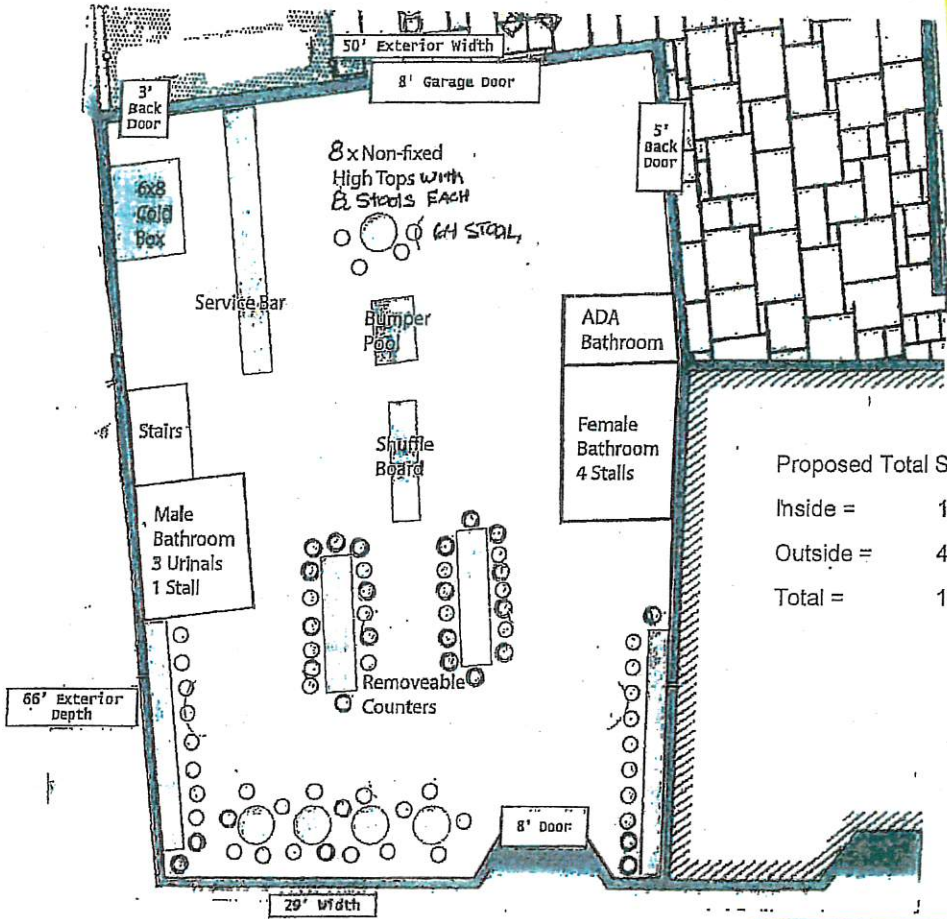 50' Exterior Width
8' Garage Door
3'
Back
Door
5'
Back
Door
8 x Non-fixed
High Tops with
8 Stools EACH
6x8
Cold
Box
Service Bar
Bumper
Pool
ADA
Bathroom
Stairs
Shuffle
Board
Female
Bathroom
4 Stalls
Proposed Total S
Inside = 1
Outside = 4
Total = 1
Male
Bathroom
3 Urinals
1 Stall
Removeable
Counters
66' Exterior
Depth
8' Door
29' Width